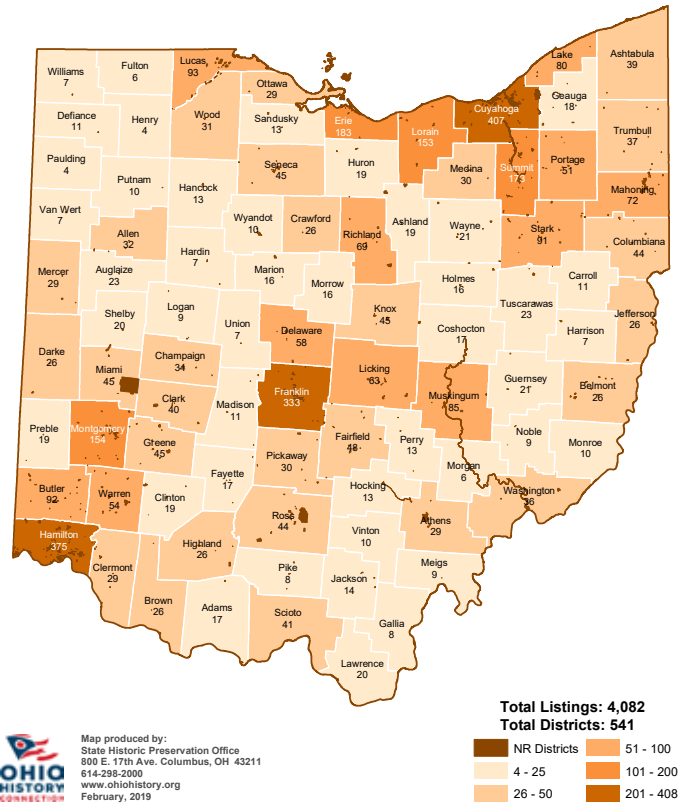 Williams
7
Fulton
6
Lucas
93
Ottawa
29
Lake
80
Ashtabula
39
Geauga
18
Cuyahoga
407
Defiance
11
Henry
4
Wood
31
Sandusky
13
Erie
183
Lorain
153
Trumbull
37
Paulding
4
Putnam
10
Hancock
13
Seneca
45
Huron
19
Medina
30
Summit
Portage
51
Mahoning
72
Van Wert
7
Allen
32
Wyandot
10
Crawford
26
Richland
69
Ashland
19
Wayne
21
Stark
91
Columbiana
44
Mercer
29
Auglaize
23
Hardin
7
Marion
16
Morrow
16
Holmes
16
Carroll
11
Tuscarawas
23
Jefferson
26
Shelby
20
Logan
9
Union
7
Delaware
58
Knox
45
Coshocton
17
Harrison
7
Darke
26
Miami
45
Champaign
34
Clark
40
Madison
11
Franklin
333
Licking
63
Muskingum
85
Guernsey
21
Belmont
26
Preble
19
Montgomery
154
Greene
45
Pickaway
30
Fairfield
48
Perry
13
Morgan
6
Noble
9
Monroe
10
Butler
92
Warren
54
Clinton
19
Fayette
17
Ross
44
Hocking
13
Athens
29
Washington
36
Hamilton
375
Clermont
29
Highland
26
Vinton
10
Meigs
9
Brown
26
Adams
17
Pike
8
Jackson
14
Scioto
41
Gallia
8
Lawrence
20
Total Listings: 4,082
Total Districts: 541
NR Districts
4 - 25
26 - 50
51 - 100
101 - 200
201 - 408
OHIO
HISTORY
CONNECTION
Map produced by:
State Historic Preservation Office
800 E. 17th Ave. Columbus, OH 43211
614-298-2000
www.ohiohistory.org
February, 2019